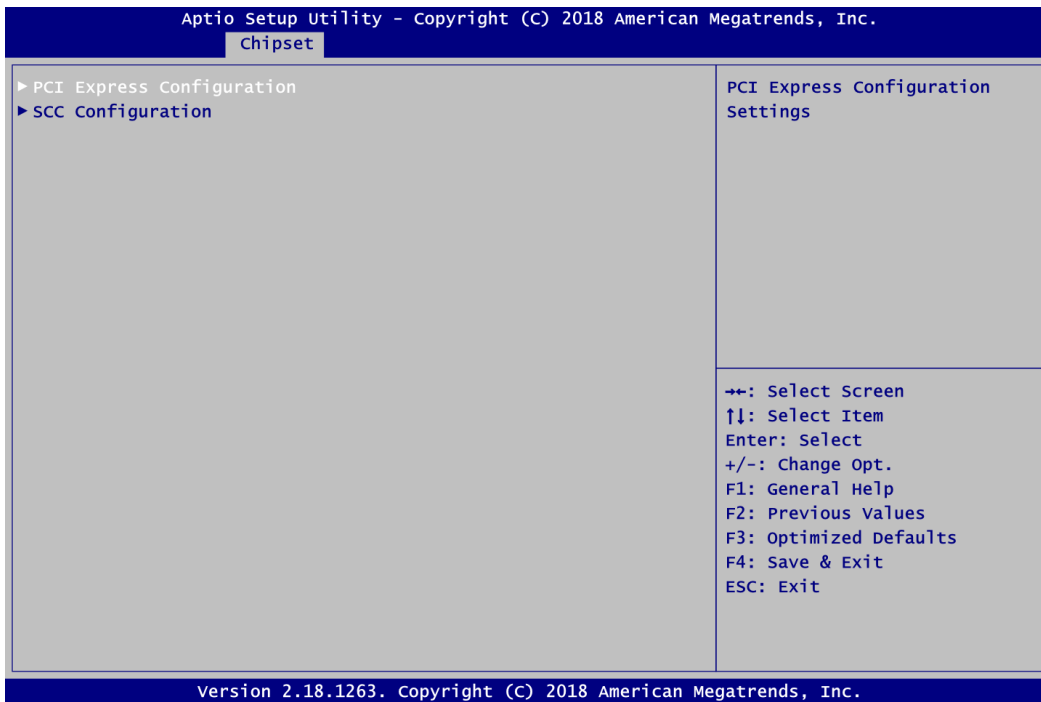 Aptio Setup Utility - Copyright (C) 2018 American Megatrends, Inc.
Chipset
▶ PCI Express Configuration
▶ SCC Configuration
PCI Express Configuration
Settings
→←: Select Screen
↑↓: Select Item
Enter: Select
+/-: Change Opt.
F1: General Help
F2: Previous Values
F3: Optimized Defaults
F4: Save & Exit
ESC: Exit
Version 2.18.1263. Copyright (C) 2018 American Megatrends, Inc.